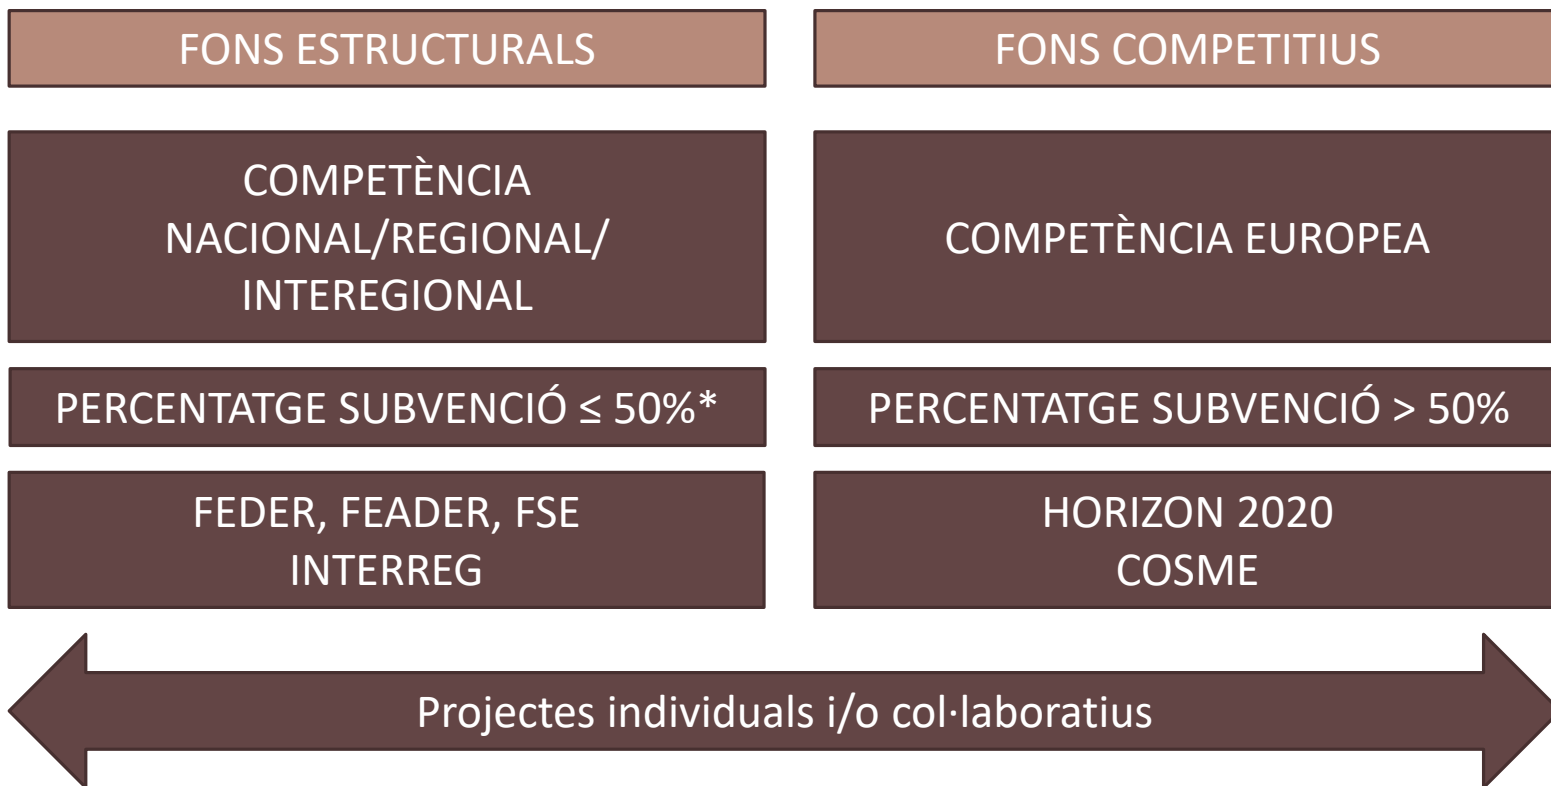 FONS ESTRUCTURALS
FONS COMPETITIUS
COMPETÈNCIA
NACIONAL/REGIONAL/
INTEREGIONAL
COMPETÈNCIA EUROPEA
PERCENTATGE SUBVENCIÓ ≤ 50%*
PERCENTATGE SUBVENCIÓ > 50%
FEDER, FEADER, FSE
INTERREG
HORIZON 2020
COSME
Projectes individuals i/o col·laboratius